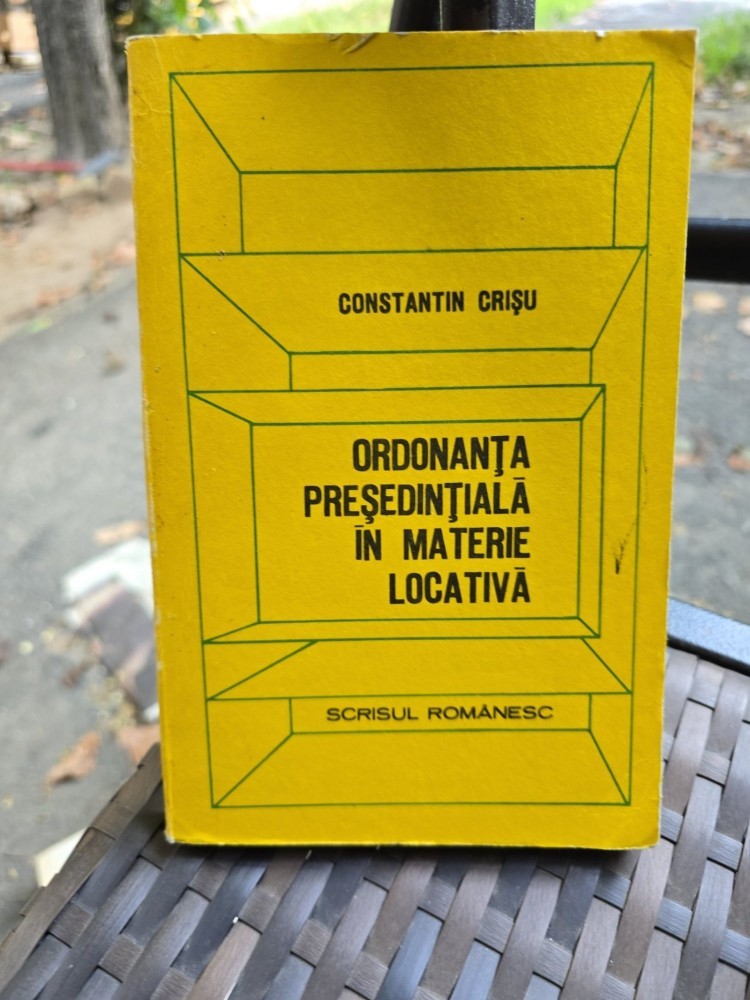 CONSTANTIN CRIŞU
ORDONANŢA
PREŞEDINŢIALĂ
ÎN MATERIE
LOCATIVĂ
SCRISUL ROMÂNESC